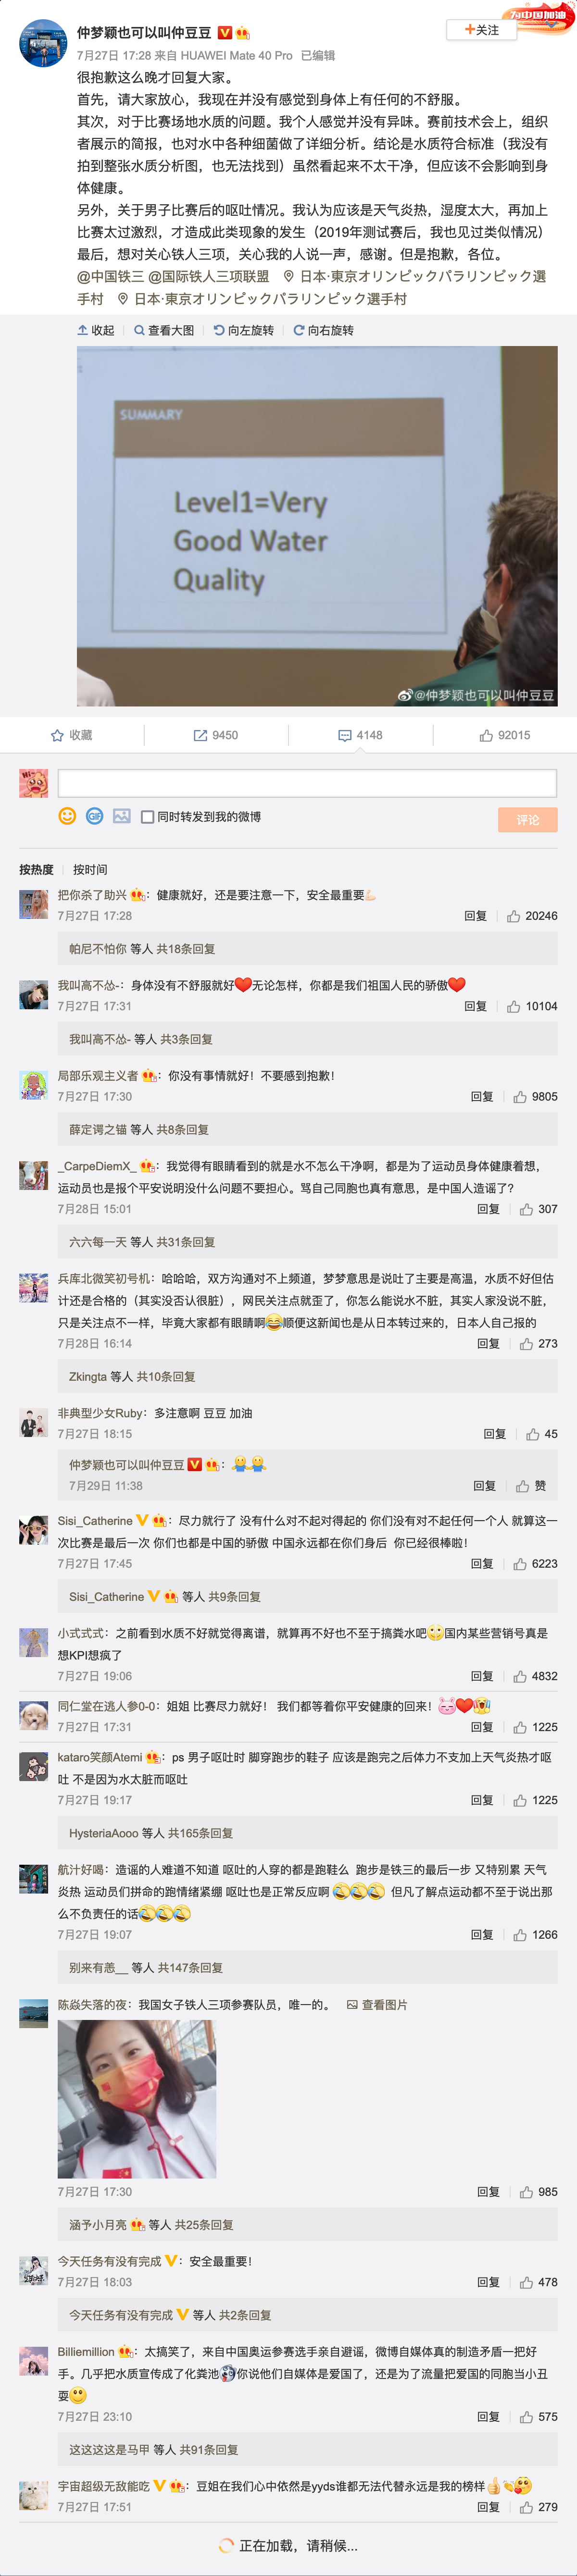 为中国加油
仲梦颖也可以叫仲豆豆
+关注
7月27日 17:28 来自 HUAWEI Mate 40 Pro 已编辑
很抱歉这么晚才回复大家。
首先，请大家放心，我现在并没有感觉到身体上有任何的不舒服。
其次，对于比赛场地水质的问题。我个人感觉并没有异味。赛前技术会上，组织
者展示的简报，也对水中各种细菌做了详细分析。结论是水质符合标准（我没有
拍到整张水质分析图，也无法找到）虽然看起来不太干净，但应该不会影响到身
体健康。
另外，关于男子比赛后的呕吐情况。我认为应该是天气炎热，湿度太大，再加上
比赛太过激烈，才造成此类现象的发生（2019年测试赛后，我也见过类似情况）
最后，想对关心铁人三项，关心我的人说一声，感谢。但是抱歉，各位。
@中国铁三 @国际铁人三项联盟 日本·東京オリンピックパラリンピック選
手村 日本·東京オリンピックパラリンピック選手村
收起 查看大图 向左旋转 向右旋转
SUMMARY
Level1=Very
Good Water
Quality
@仲梦颖也可以叫仲豆豆
收藏 9450 4148 92015
GIF 同时转发到我的微博 评论
按热度 按时间
把你杀了助兴：健康就好，还是要注意一下，安全最重要
7月27日 17:28 回复 20246
帕尼不怕你 等人 共18条回复
我叫高不怂-：身体没有不舒服就好❤无论怎样，你都是我们祖国人民的骄傲❤
7月27日 17:31 回复 10104
我叫高不怂- 等人 共3条回复
局部乐观主义者：你没有事情就好！不要感到抱歉！
7月27日 17:30 回复 9805
薛定谔之锚 等人 共8条回复
_CarpeDiemX_：我觉得有眼睛看到的就是水不怎么干净啊，都是为了运动员身体健康着想，
运动员也是报个平安说明没什么问题不要担心。骂自己同胞也真有意思，是中国人造谣了？
7月28日 15:01 回复 307
六六每一天 等人 共31条回复
兵库北微笑初号机：哈哈哈，双方沟通对不上频道，梦梦意思是说吐了主要是高温，水质不好但估
计还是合格的（其实没否认很脏），网民关注点就歪了，你怎么能说水不脏，其实人家没说不脏，
只是关注点不一样，毕竟大家都有眼睛啊😂顺便这新闻也是从日本转过来的，日本人自己报的
7月28日 16:14 回复 273
Zkingta 等人 共10条回复
非典型少女Ruby：多注意啊 豆豆 加油
7月27日 18:15 回复 45
仲梦颖也可以叫仲豆豆：
7月29日 11:38 回复 赞
Sisi_Catherine：尽力就行了 没有什么对不起对得起的 你们没有对不起任何一个人 就算这一
次比赛是最后一次 你们也都是中国的骄傲 中国永远都在你们身后 你已经很棒啦！
7月27日 17:45 回复 6223
Sisi_Catherine 等人 共9条回复
小式式式：之前看到水质不好就觉得离谱，就算再不好也不至于搞粪水吧国内某些营销号真是
想KPI想疯了
7月27日 19:06 回复 4832
同仁堂在逃人参0-0：姐姐 比赛尽力就好！ 我们都等着你平安健康的回来！
7月27日 17:31 回复 1225
kataro笑颜Atemi：ps 男子呕吐时 脚穿跑步的鞋子 应该是跑完之后体力不支加上天气炎热才呕
吐 不是因为水太脏而呕吐
7月27日 19:17 回复 1225
HysteriaAooo 等人 共165条回复
航汁好喝：造谣的人难道不知道 呕吐的人穿的都是跑鞋么 跑步是铁三的最后一步 又特别累 天气
炎热 运动员们拼命的跑情绪紧绷 呕吐也是正常反应啊 但凡了解点运动都不至于说出那
么不负责任的话
7月27日 19:07 回复 1266
别来有恙__ 等人 共147条回复
陈焱失落的夜：我国女子铁人三项参赛队员，唯一的。 查看图片
7月27日 17:30 回复 985
涵予小月亮 等人 共25条回复
今天任务有没有完成：安全最重要！
7月27日 18:03 回复 478
今天任务有没有完成 等人 共2条回复
Billiemillion：太搞笑了，来自中国奥运参赛选手亲自避谣，微博自媒体真的制造矛盾一把好
手。几乎把水质宣传成了化粪池你说他们自媒体是爱国了，还是为了流量把爱国的同胞当小丑
耍
7月27日 23:10 回复 575
这这这这是马甲 等人 共91条回复
宇宙超级无敌能吃：豆姐在我们心中依然是yyds谁都无法代替永远是我的榜样
7月27日 17:51 回复 279
正在加载，请稍候...